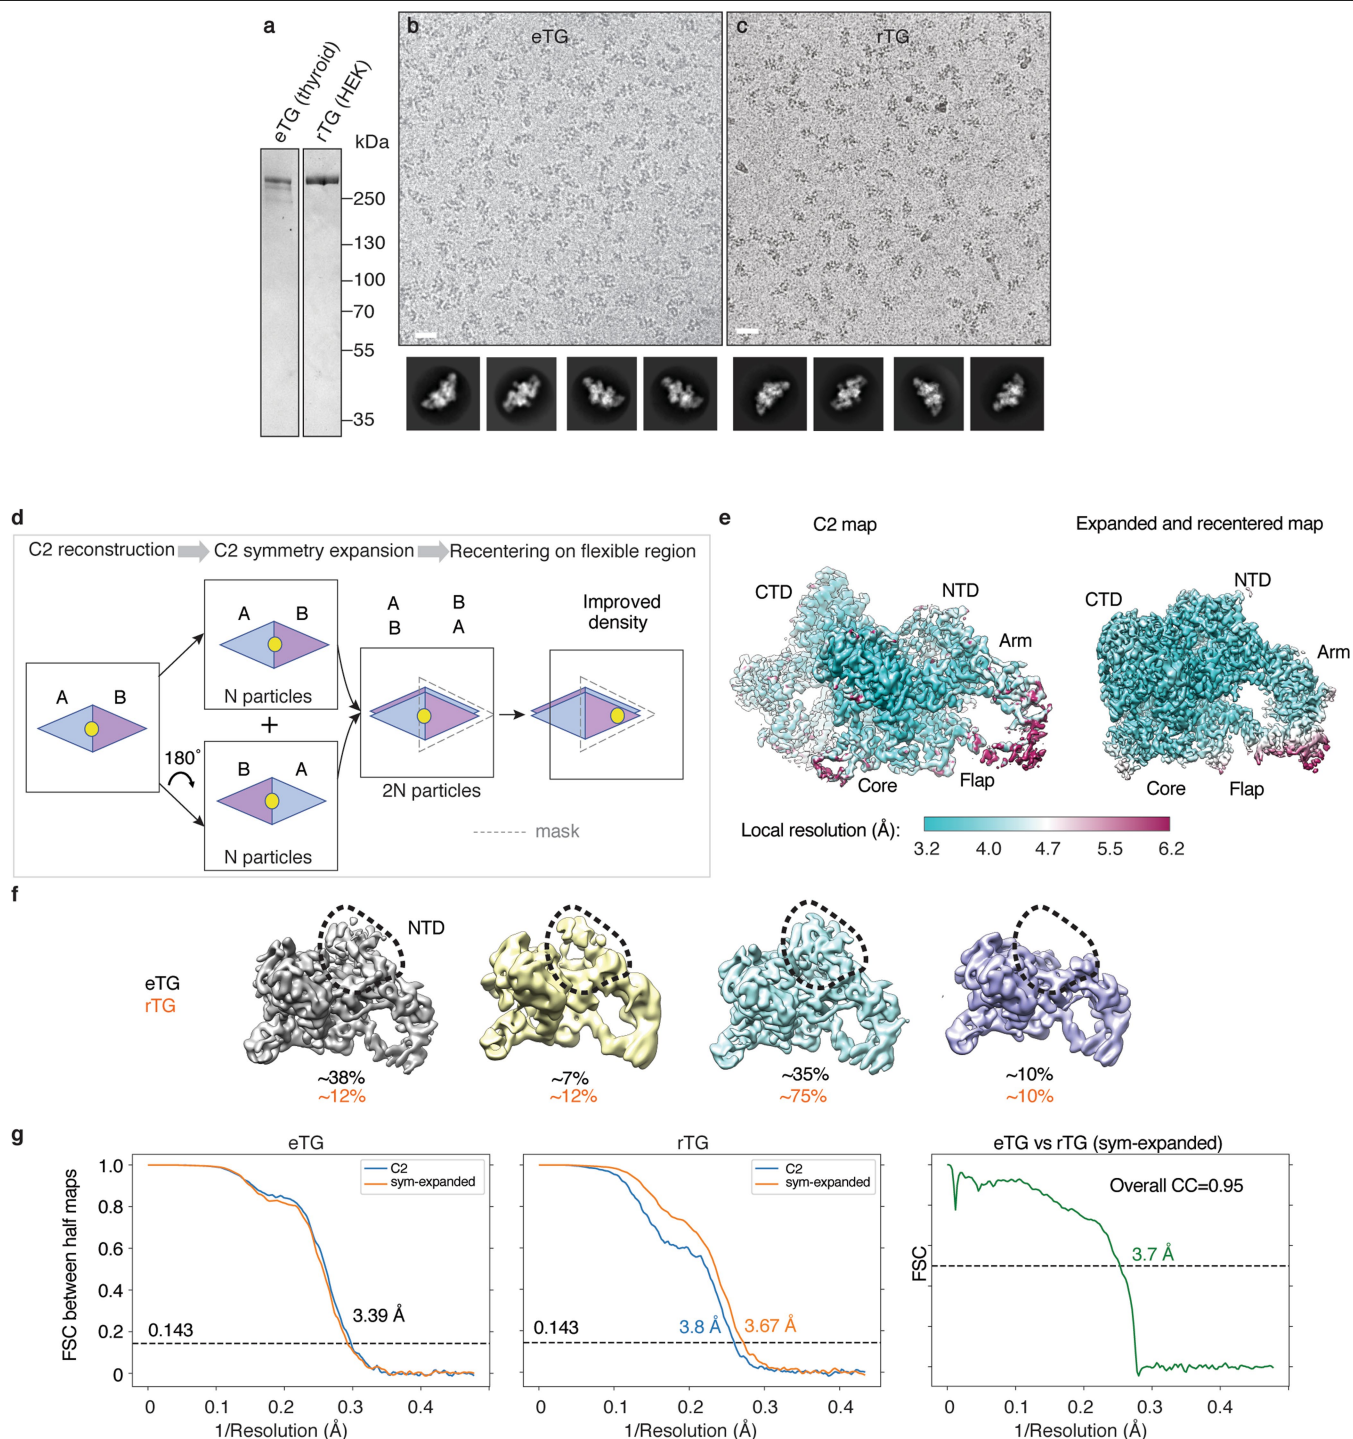 a
eTG (thyroid)
rTG (HEK)
kDa
250
130
100
70
55
35
b
eTG
c
rTG
d
C2 reconstruction
C2 symmetry expansion
Recentering on flexible region
A B
180°
A B
N particles
+
B A
N particles
A B
B A
2N particles
mask
Improved
density
e
C2 map
Expanded and recentered map
CTD
NTD
Arm
Core
Flap
CTD
NTD
Arm
Core
Flap
Local resolution (Å):
3.2 4.0 4.7 5.5 6.2
f
NTD
eTG
rTG
~38%
~12%
~7%
~12%
~35%
~75%
~10%
~10%
g
eTG
C2
sym-expanded
FSC between half maps
1.0
0.8
0.6
0.4
0.2
0
0.143
3.39 Å
0 0.1 0.2 0.3 0.4
1/Resolution (Å)
rTG
C2
sym-expanded
0.143
3.8 Å
3.67 Å
0 0.1 0.2 0.3 0.4
1/Resolution (Å)
eTG vs rTG (sym-expanded)
Overall CC=0.95
FSC
3.7 Å
0 0.1 0.2 0.3 0.4
1/Resolution (Å)